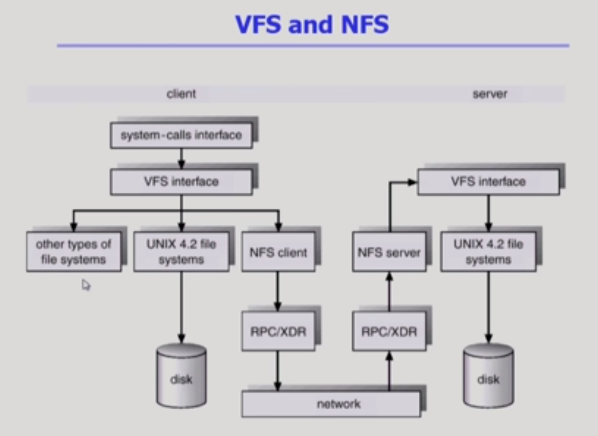 VFS and NFS
client
server
system-calls interface
VFS interface
VFS interface
other types of
file systems
UNIX 4.2 file
systems
NFS client
NFS server
UNIX 4.2 file
systems
RPC/XDR
RPC/XDR
disk
disk
network